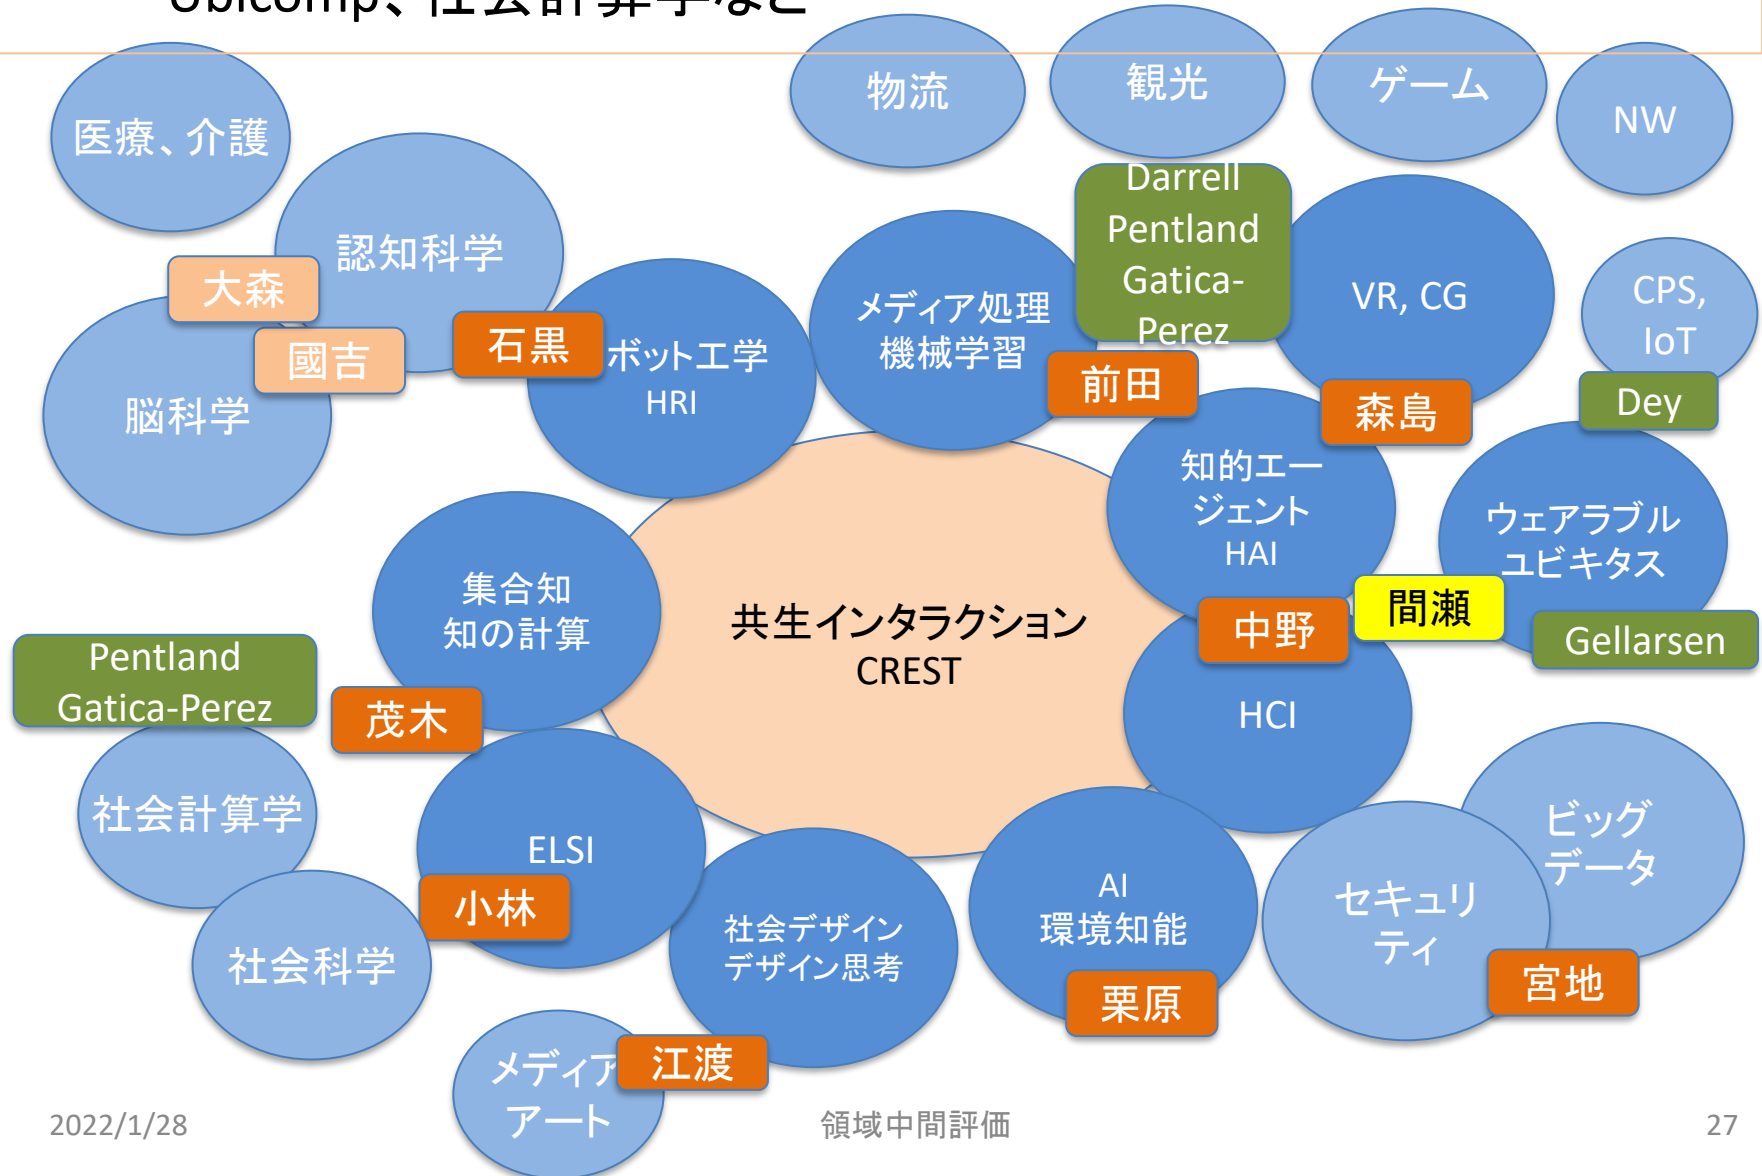 Ubicomp、社会計算学など
物流
観光
ゲーム
NW
医療、介護
認知科学
大森
國吉
脳科学
石黒
ボット工学
HRI
メディア処理
機械学習
前田
Darrell
Pentland
Gatica-
Perez
VR, CG
森島
CPS,
IoT
Dey
知的エー
ジェント
HAI
ウェアラブル
ユビキタス
間瀬
中野
Gellarsen
集合知
知の計算
共生インタラクション
CREST
Pentland
Gatica-Perez
茂木
HCI
社会計算学
ELSI
小林
社会科学
社会デザイン
デザイン思考
AI
環境知能
栗原
ビッグ
データ
セキュリ
ティ
宮地
メディア
アート
江渡
2022/1/28
領域中間評価
27